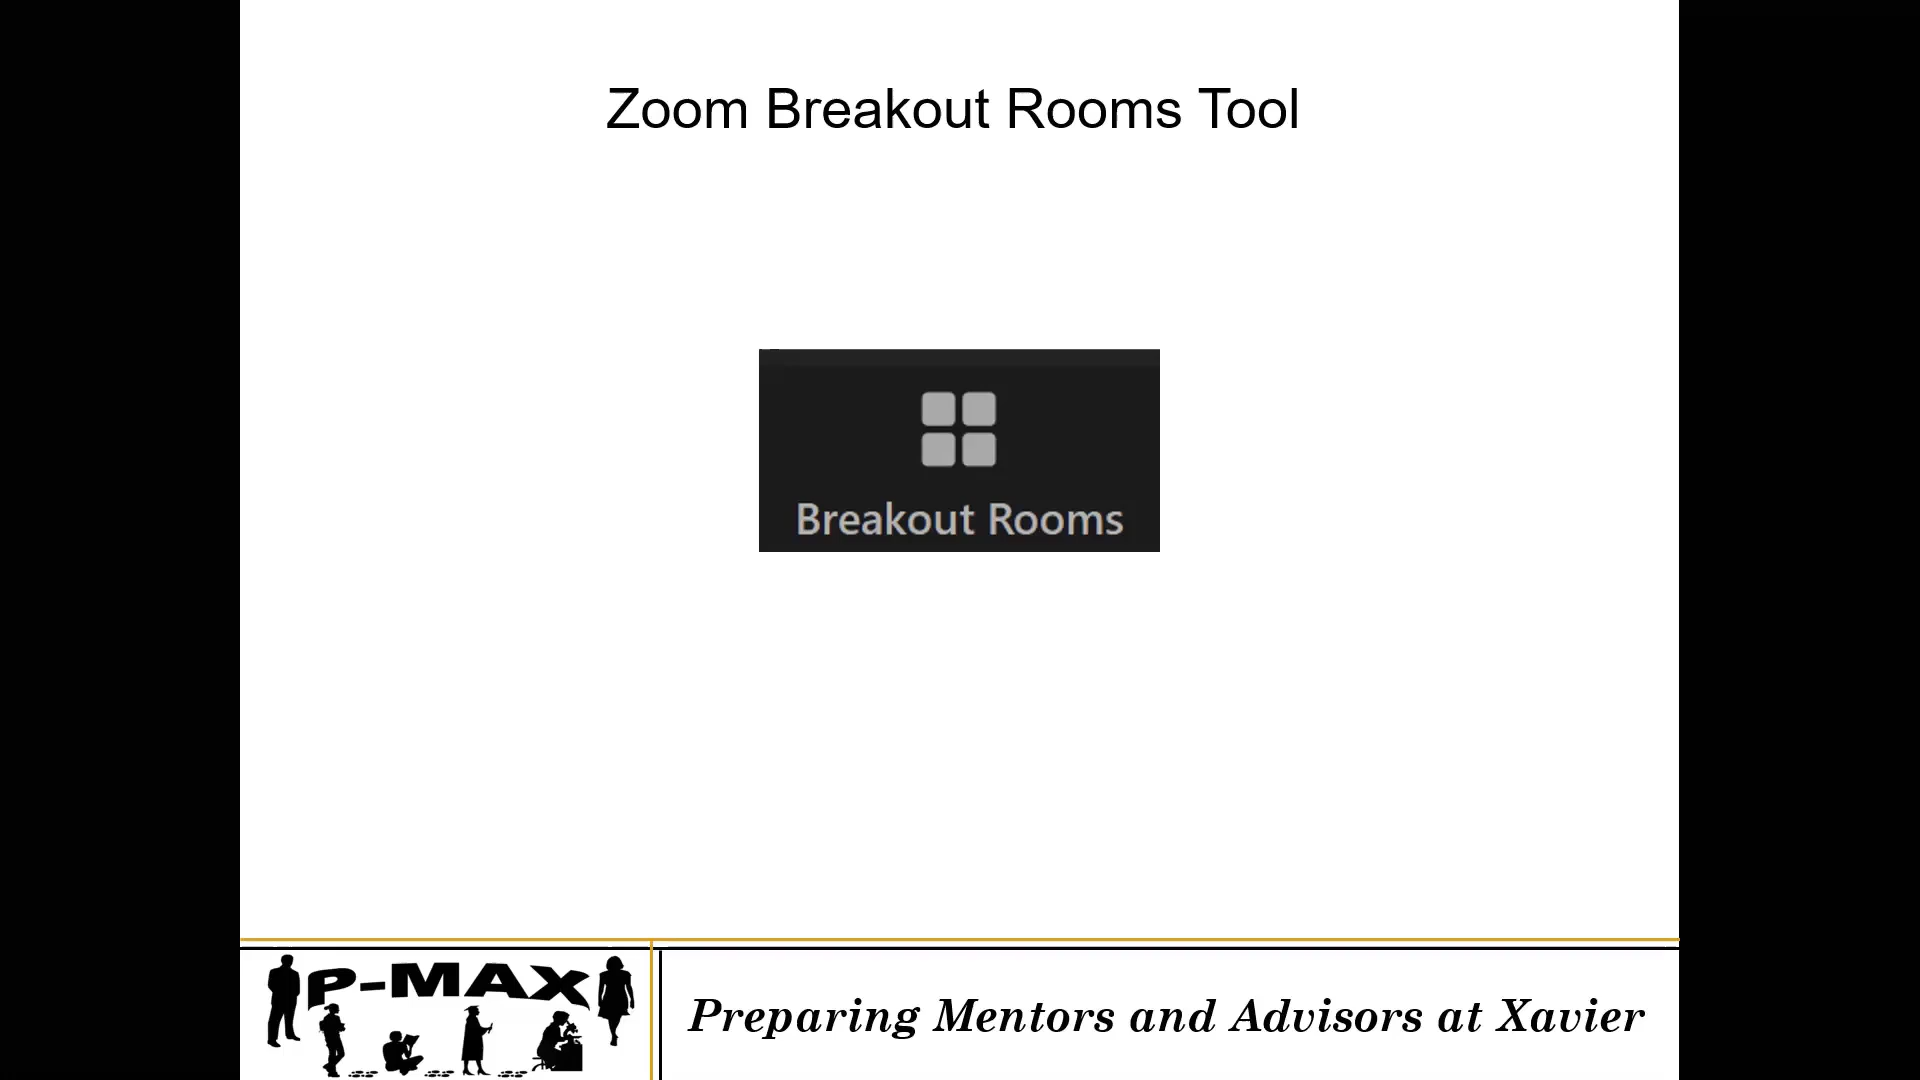 Zoom Breakout Rooms Tool
Breakout Rooms
P-MAX
Preparing Mentors and Advisors at Xavier